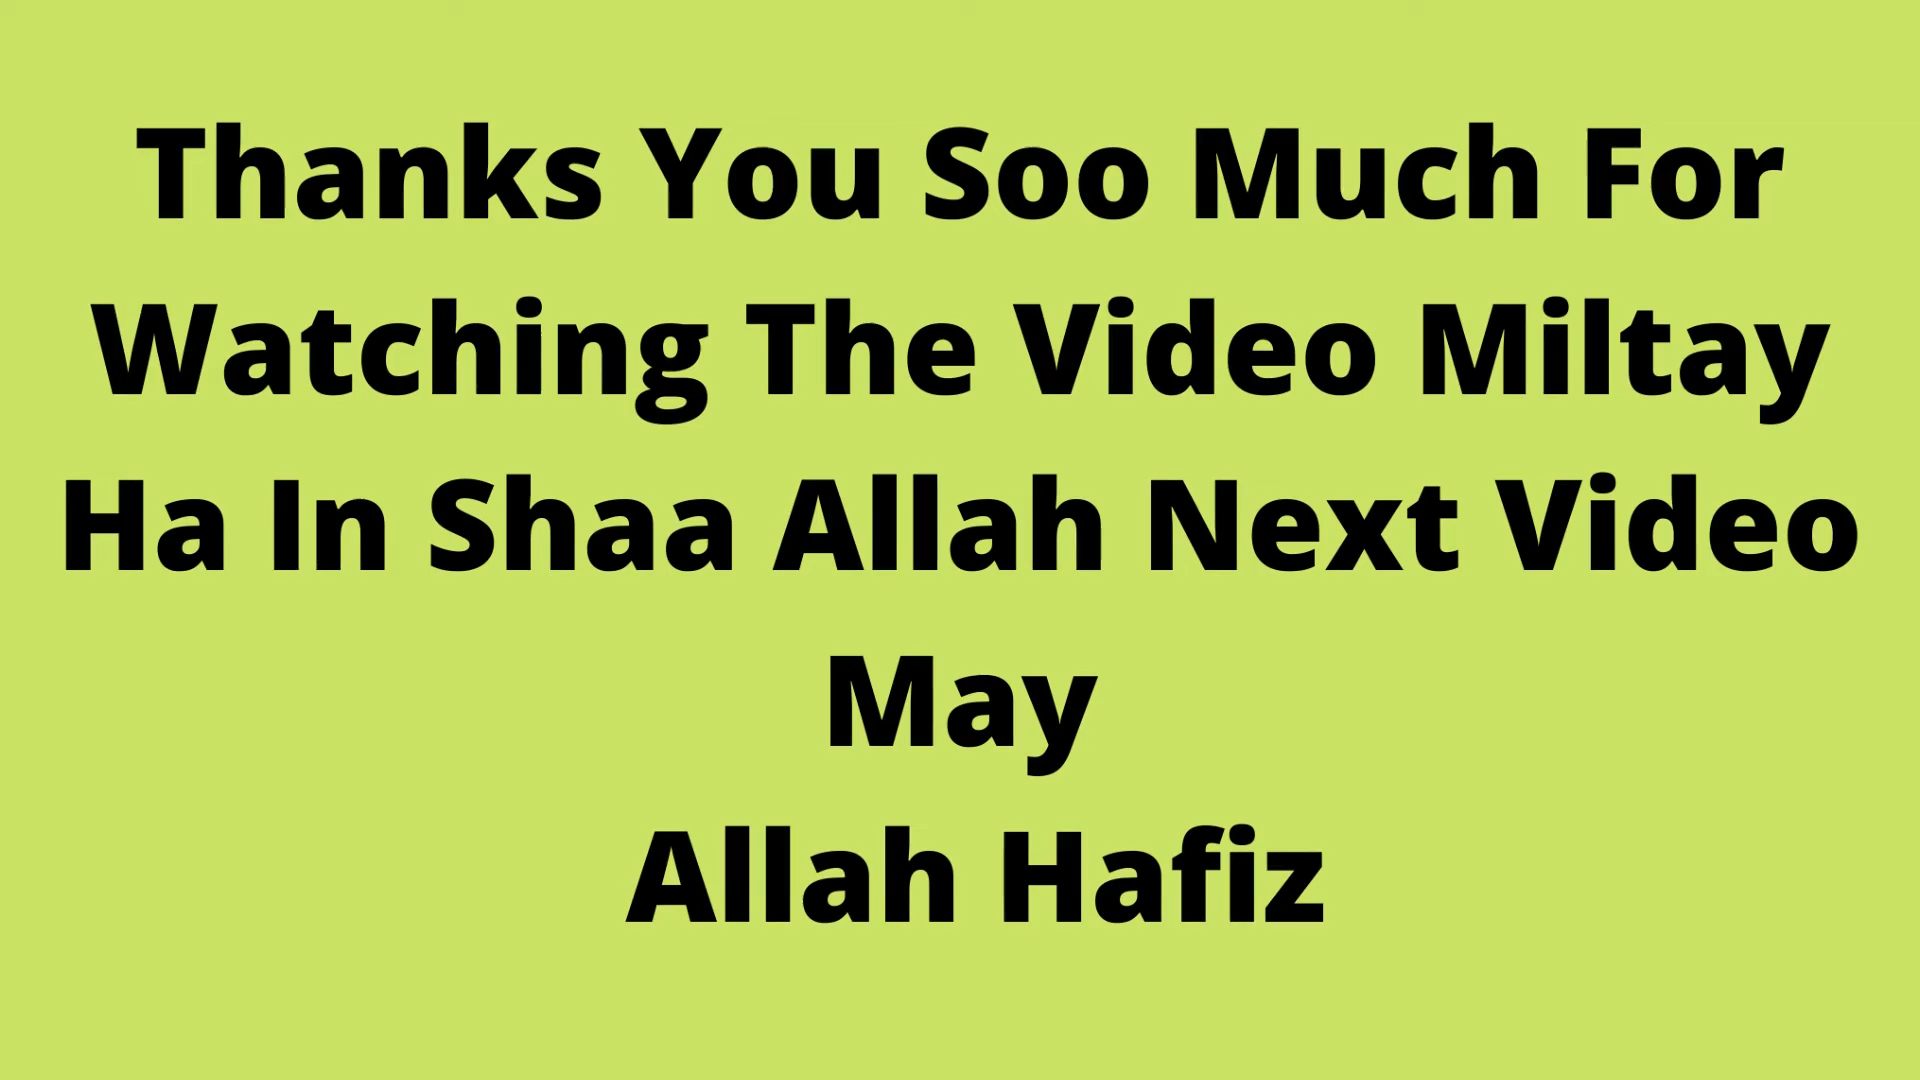 Thanks You Soo Much For
Watching The Video Miltay
Ha In Shaa Allah Next Video
May
Allah Hafiz